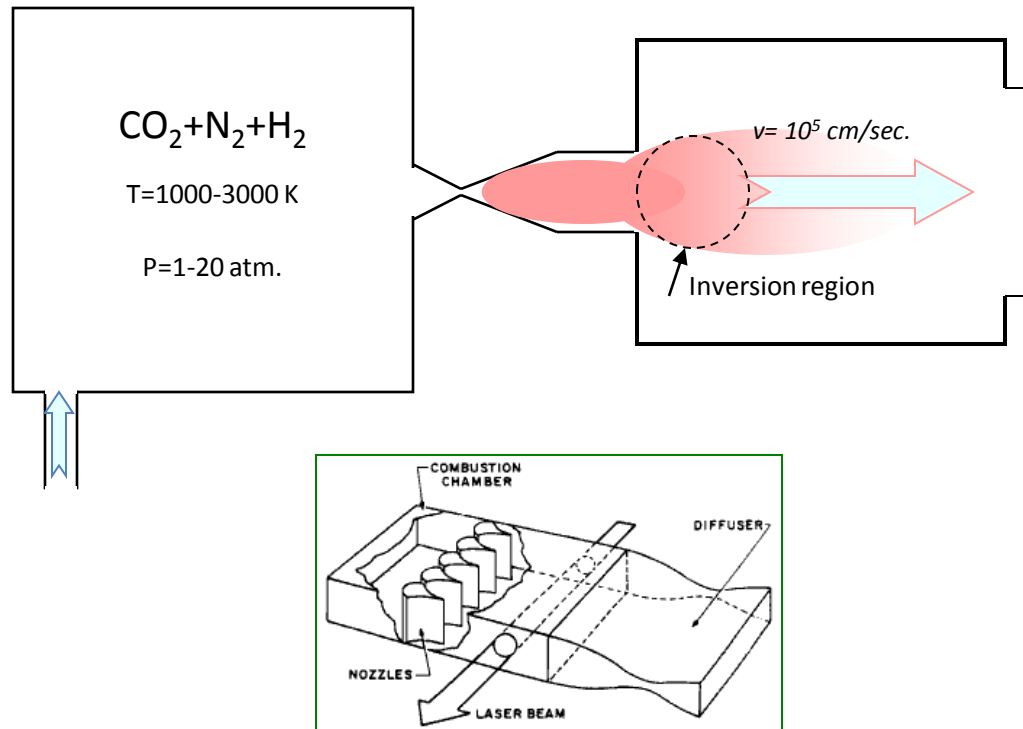 CO₂+N₂+H₂
T=1000-3000 K
P=1-20 atm.
v= 10⁵ cm/sec.
Inversion region
COMBUSTION
CHAMBER
DIFFUSER
NOZZLES
LASER BEAM